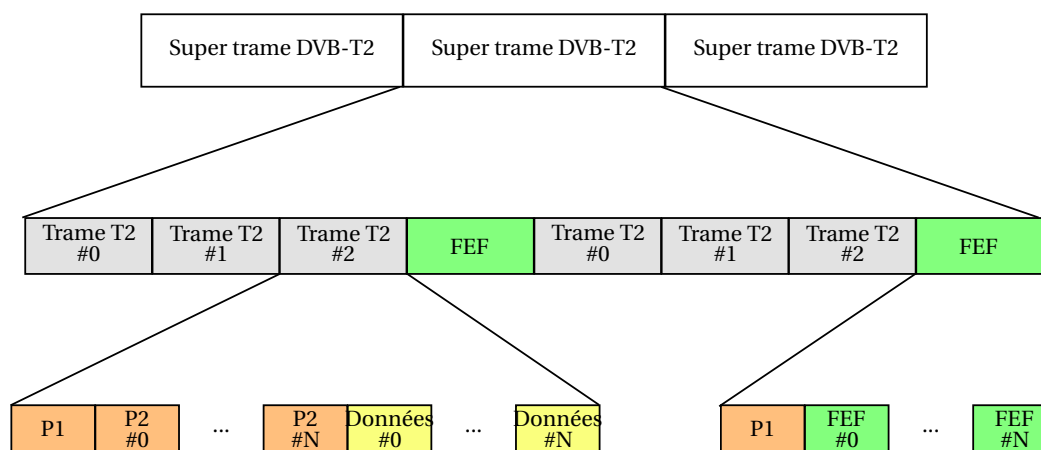 Super trame DVB-T2 Super trame DVB-T2 Super trame DVB-T2
Trame T2 Trame T2 Trame T2 FEF Trame T2 Trame T2 Trame T2 FEF
#0 #1 #2 #0 #1 #2
P1 P2 ... P2 Données ... Données P1 FEF ... FEF
#0 #N #0 #N #0 #N